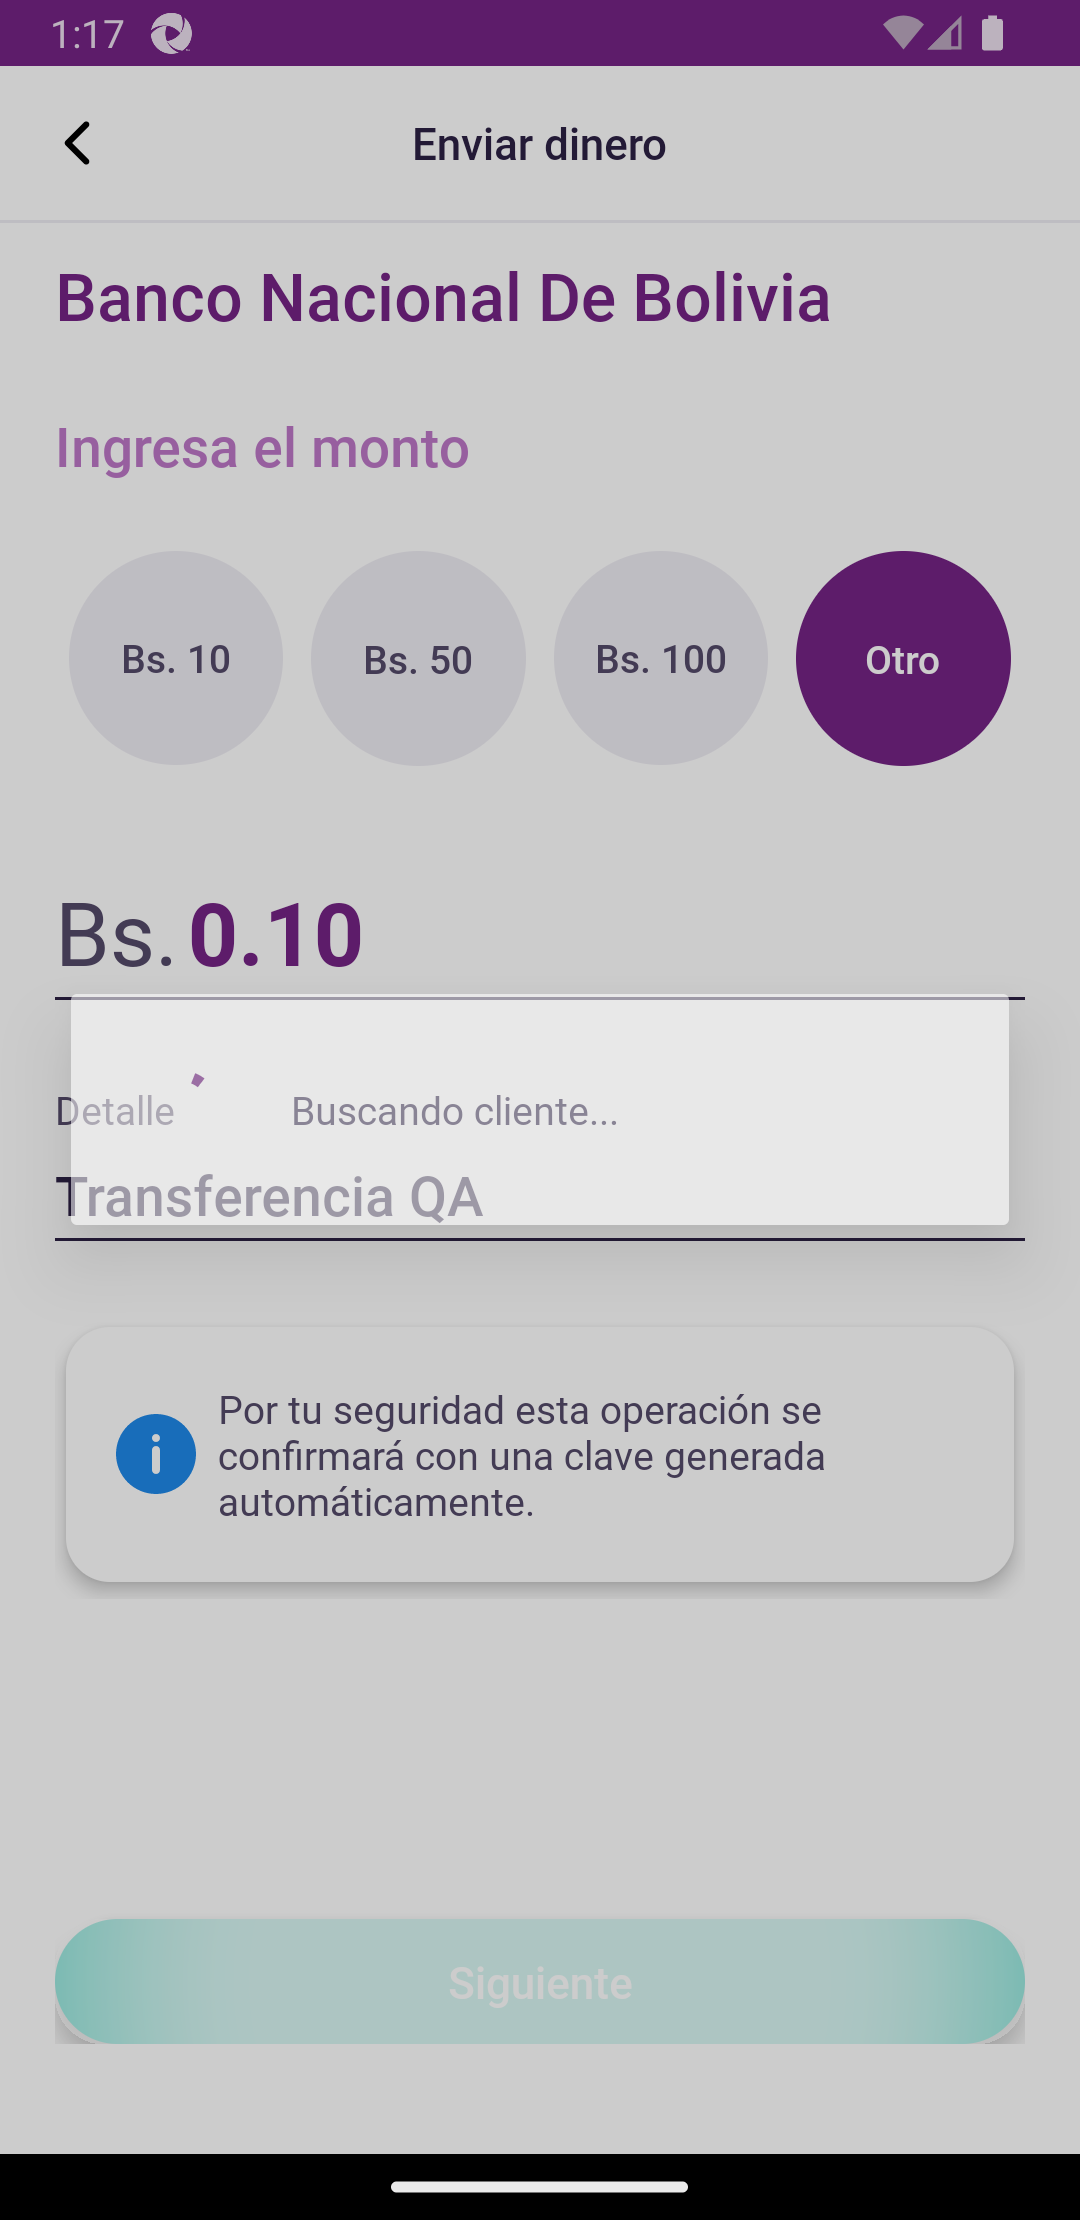 1:17
Enviar dinero
Banco Nacional De Bolivia
Ingresa el monto
Bs. 10
Bs. 50
Bs. 100
Otro
Bs. 0.10
Detalle
Buscando cliente...
Transferencia QA
Por tu seguridad esta operación se
confirmará con una clave generada
automáticamente.
Siguiente